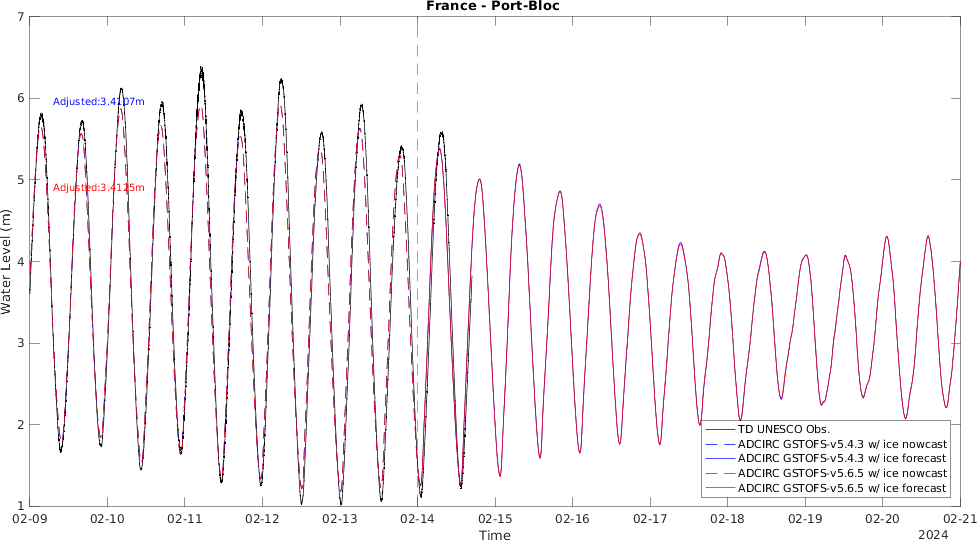 France - Port-Bloc
7
6
5
4
3
2
1
Water Level (m)
Adjusted:3.4107m
Adjusted:3.4125m
TD UNESCO Obs.
ADCIRC GSTOFS-v5.4.3 w/ ice nowcast
ADCIRC GSTOFS-v5.4.3 w/ ice forecast
ADCIRC GSTOFS-v5.6.5 w/ ice nowcast
ADCIRC GSTOFS-v5.6.5 w/ ice forecast
02-09 02-10 02-11 02-12 02-13 02-14 02-15 02-16 02-17 02-18 02-19 02-20 02-21
Time
2024